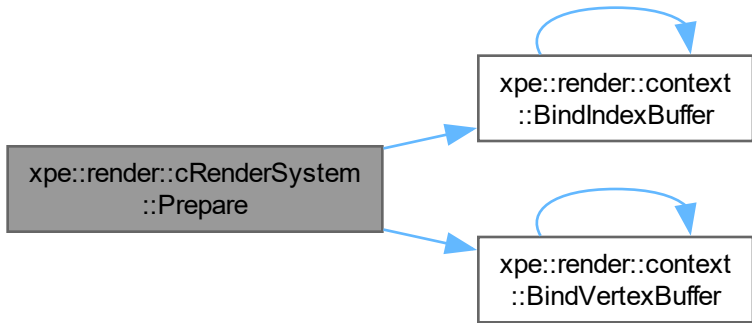 xpe::render::context
::BindIndexBuffer
xpe::render::cRenderSystem
::Prepare
xpe::render::context
::BindVertexBuffer